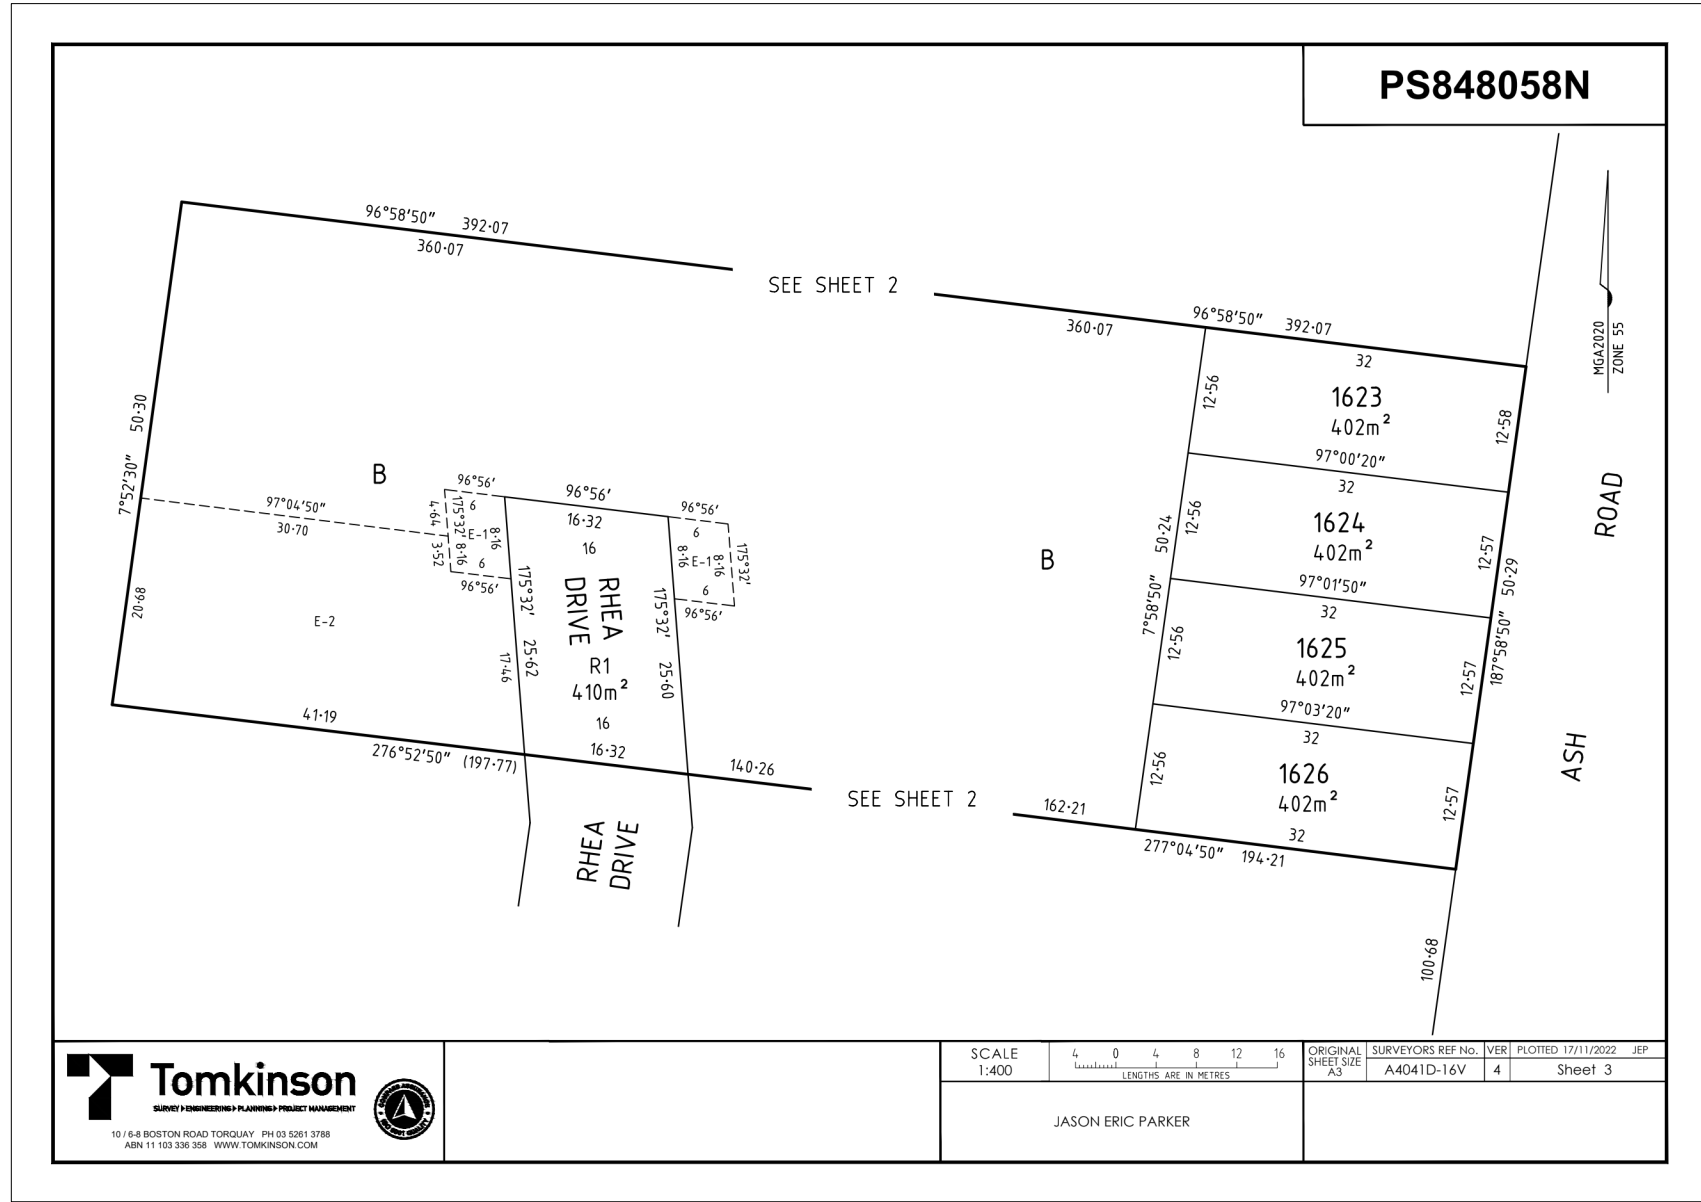 PS848058N
96°58'50" 392·07
360·07
SEE SHEET 2
96°58'50" 392·07
360·07
32
MGA2020
ZONE 55
7°52'30" 50·30
20·68
B
97°04'50"
30·70
E-2
41·19
276°52'50" (197·77)
96°56'
6
4·64
3·52
175°32'
8·16
E-1
8·16
6
96°56'
96°56'
16·32
16
96°56'
6
8·16
E-1
8·16
175°32'
6
96°56'
175°32' 25·62
17·46
RHEA
DRIVE
R1
410m²
175°32' 25·60
16
16·32
140·26
RHEA
DRIVE
SEE SHEET 2
B
162·21
12·56
1623
402m²
12·58
97°00'20"
32
12·56
1624
402m²
12·57
97°01'50"
32
7°58'50" 50·24
12·56
1625
402m²
12·57
187°58'50" 50·29
97°03'20"
32
12·56
1626
402m²
12·57
32
277°04'50" 194·21
ASH ROAD
100·68
Tomkinson
SURVEY ▸ ENGINEERING ▸ PLANNING ▸ PROJECT MANAGEMENT
10 / 6-8 BOSTON ROAD TORQUAY PH 03 5261 3788
ABN 11 103 336 358 WWW.TOMKINSON.COM
SCALE
1:400
4 0 4 8 12 16
LENGTHS ARE IN METRES
JASON ERIC PARKER
ORIGINAL
SHEET SIZE
A3
SURVEYORS REF No.
A4041D-16V
VER
4
PLOTTED 17/11/2022 JEP
Sheet 3